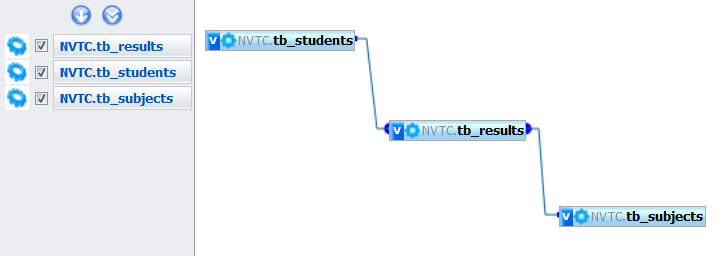 NVTC.tb_results
NVTC.tb_students
NVTC.tb_subjects
v NVTC.tb_students
v NVTC.tb_results
v NVTC.tb_subjects